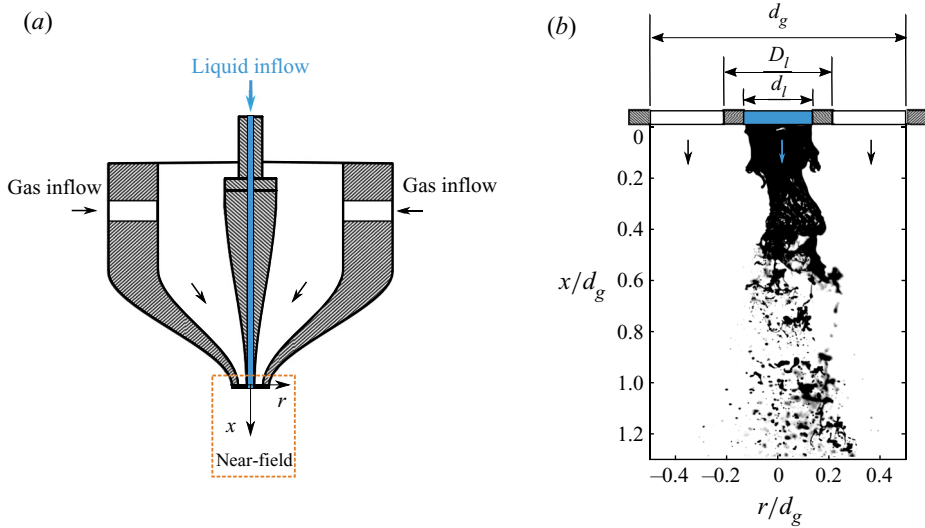 (a)
Liquid inflow
Gas inflow
Gas inflow
r
x
Near-field
(b)
d_g
D_l
d_l
0
0.2
0.4
0.6
0.8
1.0
1.2
x/d_g
–0.4
–0.2
0
0.2
0.4
r/d_g